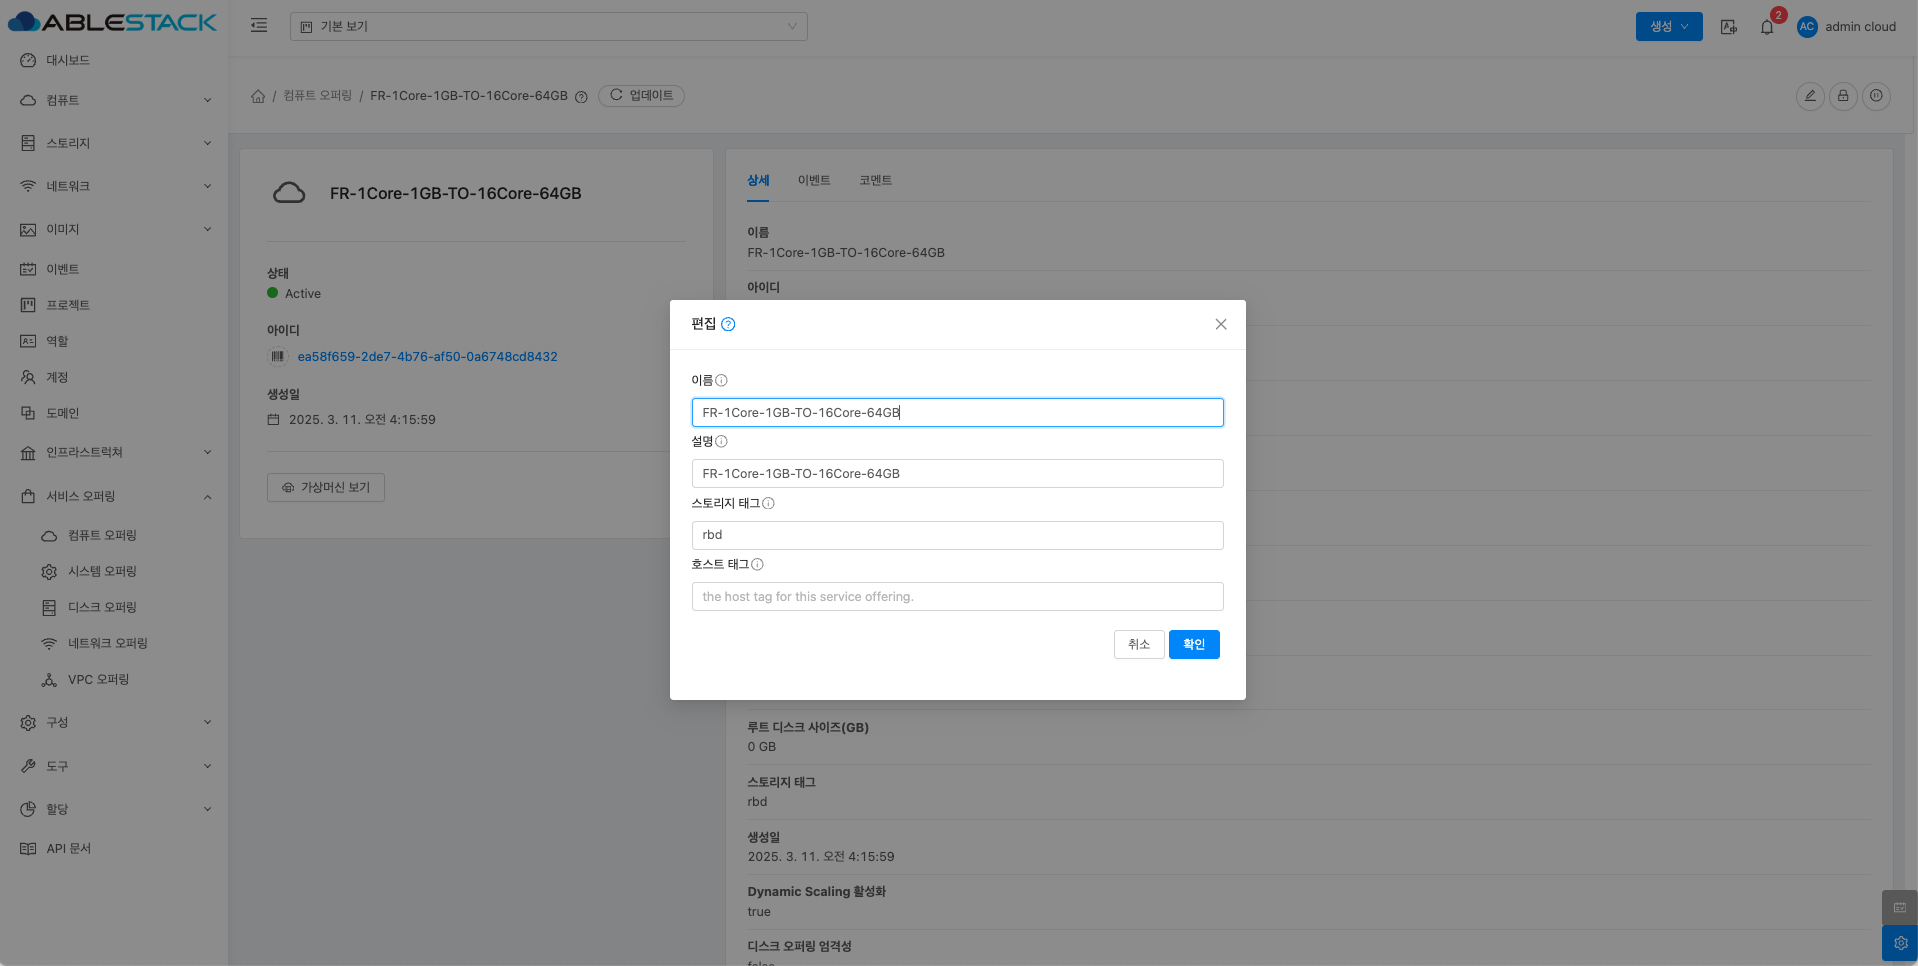 ABLESTACK
기본 보기
생성
2
AC
admin cloud
대시보드
컴퓨트
스토리지
네트워크
이미지
이벤트
프로젝트
역할
계정
도메인
인프라스트럭쳐
서비스 오퍼링
컴퓨트 오퍼링
시스템 오퍼링
디스크 오퍼링
네트워크 오퍼링
VPC 오퍼링
구성
도구
할당
API 문서
/ 컴퓨트 오퍼링 / FR-1Core-1GB-TO-16Core-64GB
업데이트
FR-1Core-1GB-TO-16Core-64GB
상태
Active
아이디
ea58f659-2de7-4b76-af50-0a6748cd8432
생성일
2025. 3. 11. 오전 4:15:59
가상머신 보기
상세
이벤트
코멘트
이름
FR-1Core-1GB-TO-16Core-64GB
아이디
편집
이름
FR-1Core-1GB-TO-16Core-64GB
설명
FR-1Core-1GB-TO-16Core-64GB
스토리지 태그
rbd
호스트 태그
the host tag for this service offering.
취소
확인
루트 디스크 사이즈(GB)
0 GB
스토리지 태그
rbd
생성일
2025. 3. 11. 오전 4:15:59
Dynamic Scaling 활성화
true
디스크 오퍼링 엄격성